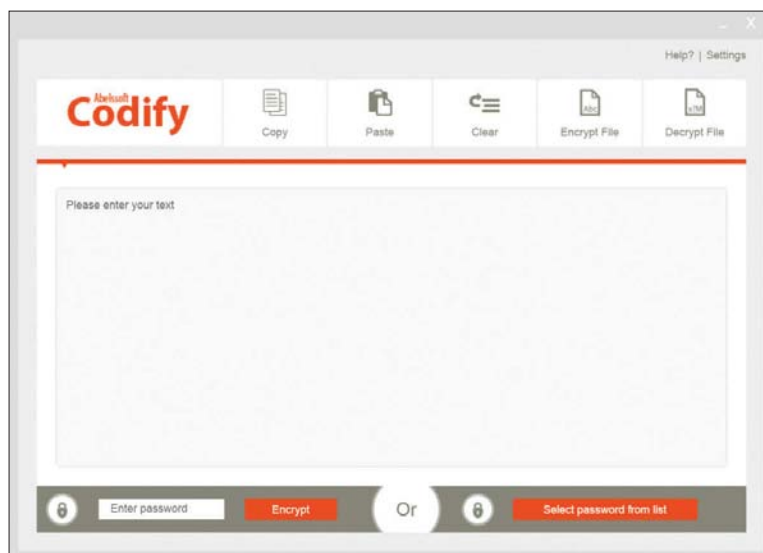 _ X
Help? | Settings
Abelssoft
Codify
Copy
Paste
Clear
Encrypt File
Decrypt File
Abc
x?M
Please enter your text
Enter password
Encrypt
Or
Select password from list